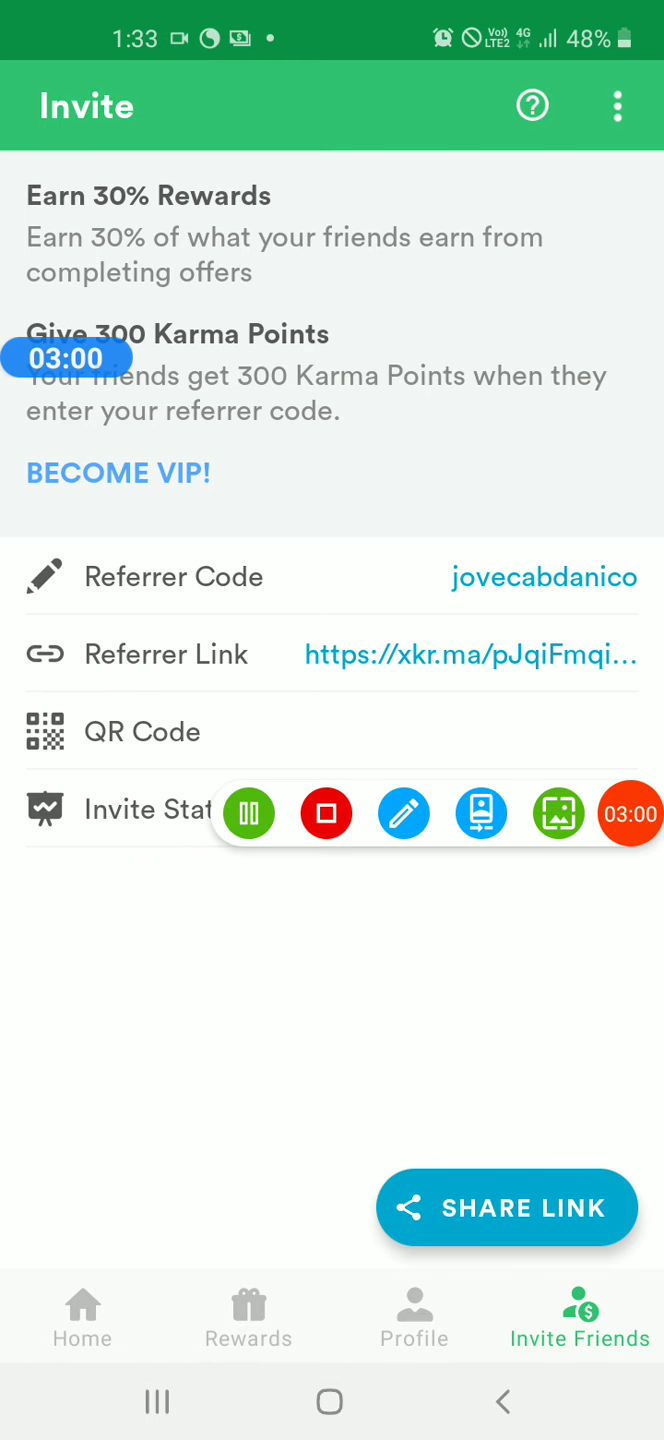 1:33 Vo)) LTE2 4G 48%
Invite
Earn 30% Rewards
Earn 30% of what your friends earn from
completing offers
Give 300 Karma Points
03:00
Your friends get 300 Karma Points when they
enter your referrer code.
BECOME VIP!
Referrer Code jovecabdanico
Referrer Link https://xkr.ma/pJqiFmqi...
QR Code
Invite Stat
03:00
SHARE LINK
Home Rewards Profile Invite Friends